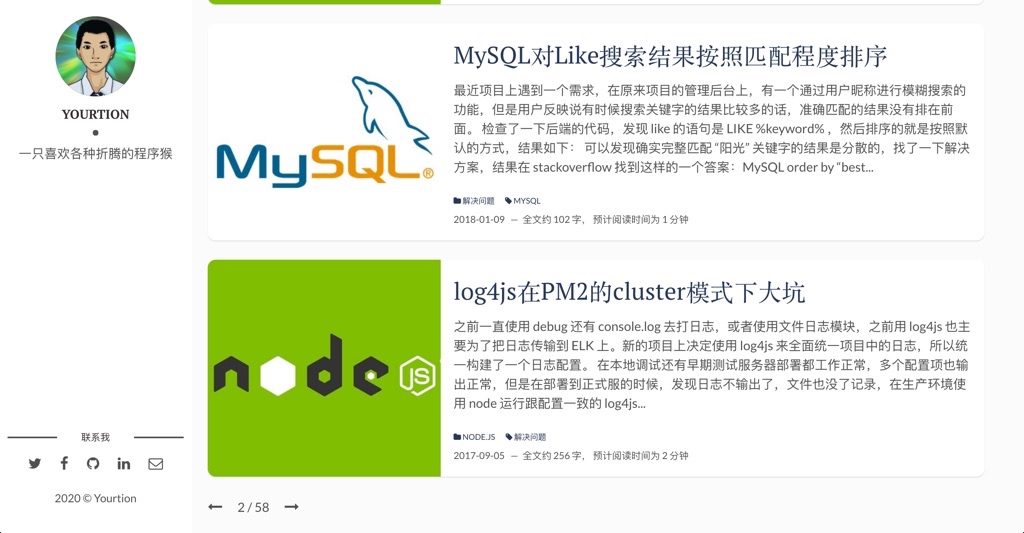 YOURTION
一只喜欢各种折腾的程序猴
联系我
2020 © Yourtion
MySQL®
MySQL对Like搜索结果按照匹配程度排序
最近项目上遇到一个需求，在原来项目的管理后台上，有一个通过用户昵称进行模糊搜索的
功能，但是用户反映说有时候搜索关键字的结果比较多的话，准确匹配的结果没有排在前
面。 检查了一下后端的代码，发现 like 的语句是 LIKE %keyword% ，然后排序的就是按照默
认的方式，结果如下： 可以发现确实完整匹配 “阳光” 关键字的结果是分散的，找了一下解决
方案，结果在 stackoverflow 找到这样的一个答案：MySQL order by “best...
解决问题 MYSQL
2018-01-09 — 全文约 102 字， 预计阅读时间为 1 分钟
node JS
log4js在PM2的cluster模式下大坑
之前一直使用 debug 还有 console.log 去打日志，或者使用文件日志模块，之前用 log4js 也主
要为了把日志传输到 ELK 上。新的项目上决定使用 log4js 来全面统一项目中的日志，所以统
一构建了一个日志配置。 在本地调试还有早期测试服务器部署都工作正常，多个配置项也输
出正常，但是在部署到正式服的时候，发现日志不输出了，文件也没了记录，在生产环境使
用 node 运行跟配置一致的 log4js...
NODE.JS 解决问题
2017-09-05 — 全文约 256 字， 预计阅读时间为 2 分钟
2 / 58